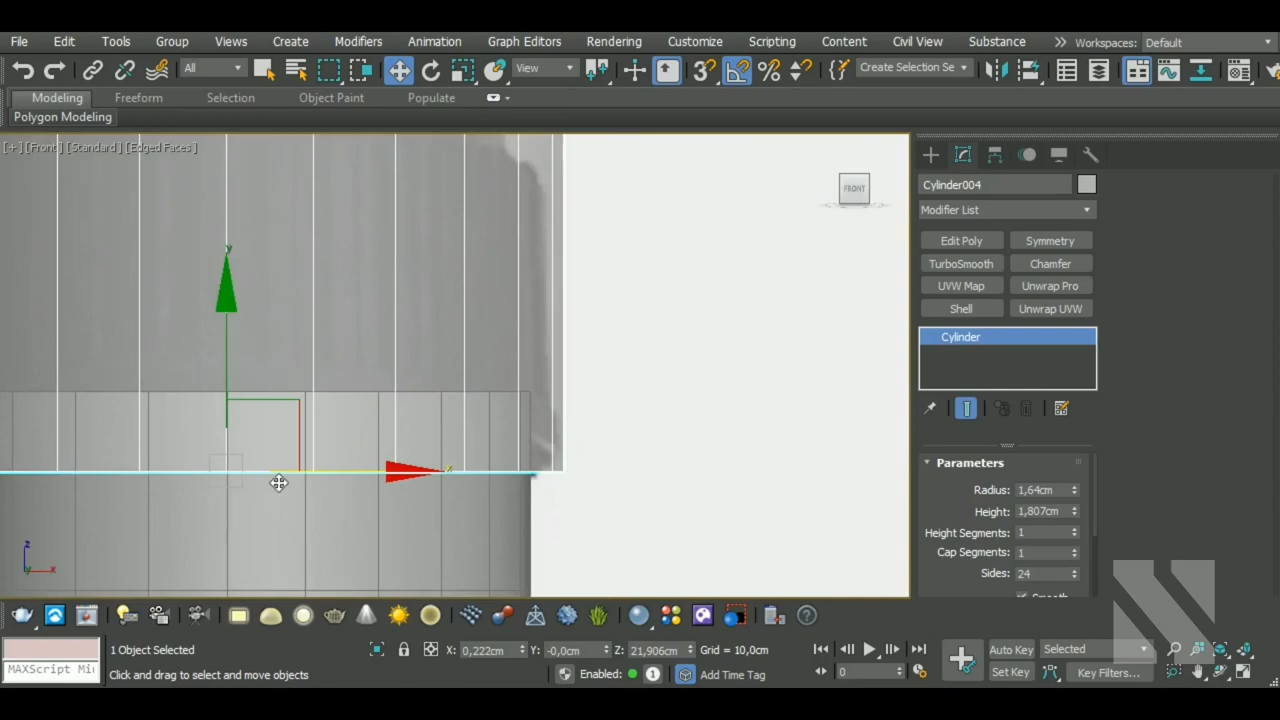 File Edit Tools Group Views Create Modifiers Animation Graph Editors Rendering Customize Scripting Content Civil View Substance Workspaces: Default
All View Create Selection Se
Modeling Freeform Selection Object Paint Populate
Polygon Modeling
[+] [Front] [Standard] [Edged Faces]
FRONT
Cylinder004
Modifier List
Edit Poly Symmetry
TurboSmooth Chamfer
UVW Map Unwrap Pro
Shell Unwrap UVW
Cylinder
y
x
Parameters
Radius: 1,64cm
Height: 1,807cm
Height Segments: 1
Cap Segments: 1
Sides: 24
Smooth
z
y x
1 Object Selected X: 0,222cm Y: -0,0cm Z: 21,906cm Grid = 10,0cm Auto Key Selected
MAXScript Mi Click and drag to select and move objects Enabled: 1 Add Time Tag 0 Set Key Key Filters...